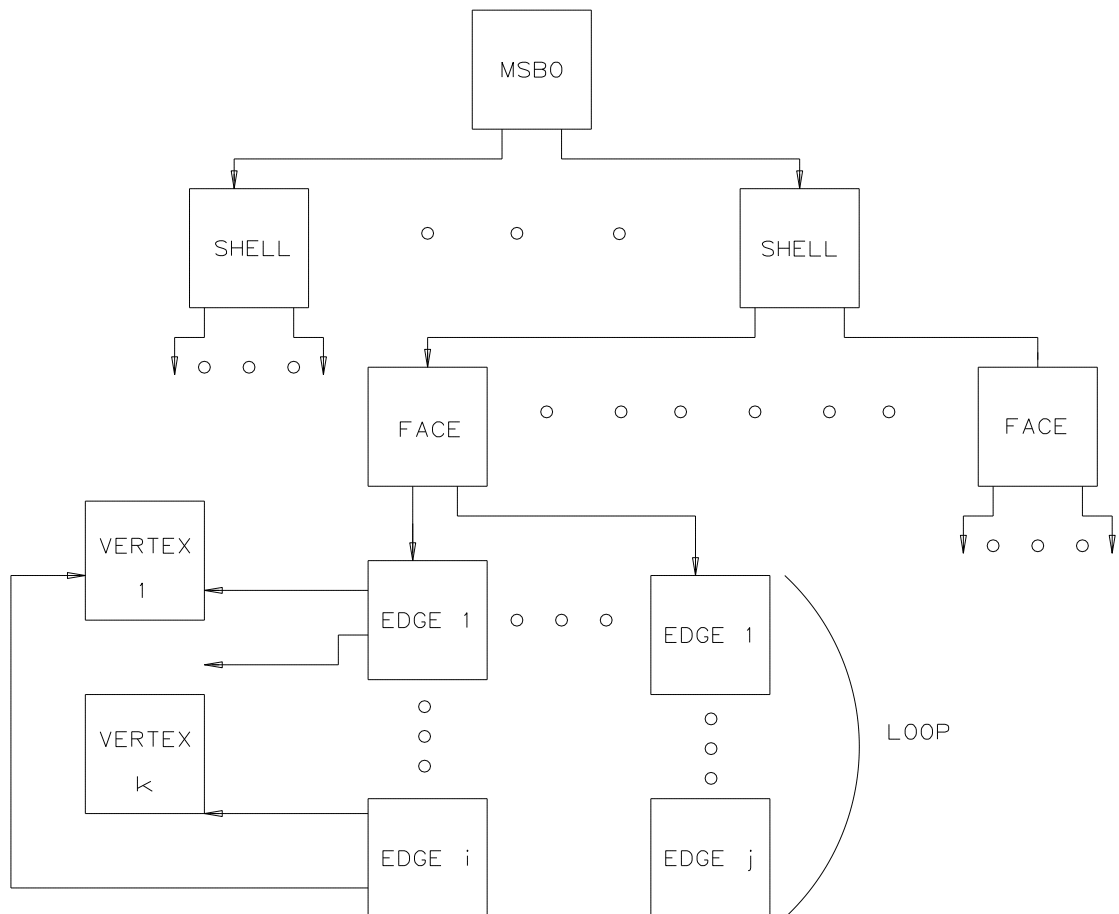 MSBO
SHELL
SHELL
FACE
FACE
VERTEX
1
EDGE 1
EDGE 1
VERTEX
k
LOOP
EDGE i
EDGE j